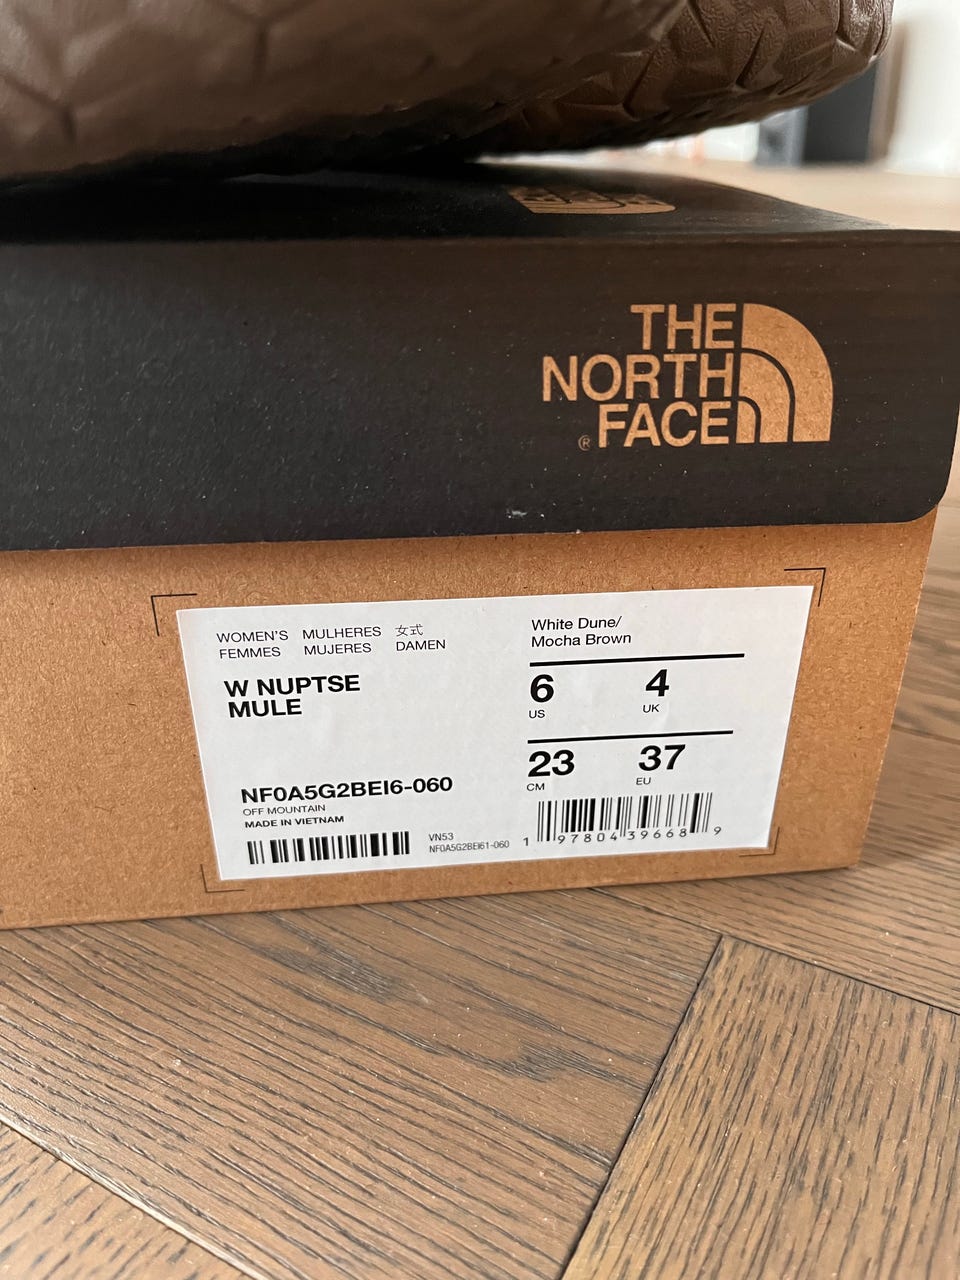 THE
NORTH
FACE
®
WOMEN'S MULHERES 女式
FEMMES MUJERES DAMEN
W NUPTSE
MULE
NF0A5G2BEI6-060
OFF MOUNTAIN
MADE IN VIETNAM
VN53
NF0A5G2BEI61-060
White Dune/
Mocha Brown
6 4
US UK
23 37
CM EU
1 97804 39668 9